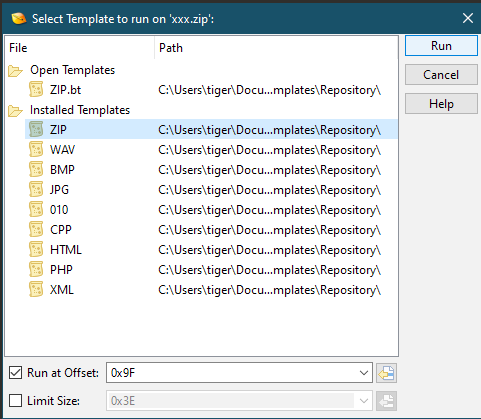 Select Template to run on 'xxx.zip':
File Path Run
Open Templates Cancel
ZIP.bt C:\Users\tiger\Docu...mplates\Repository\
Installed Templates Help
ZIP C:\Users\tiger\Docu...mplates\Repository\
WAV C:\Users\tiger\Docu...mplates\Repository\
BMP C:\Users\tiger\Docu...mplates\Repository\
JPG C:\Users\tiger\Docu...mplates\Repository\
010 C:\Users\tiger\Docu...mplates\Repository\
CPP C:\Users\tiger\Docu...mplates\Repository\
HTML C:\Users\tiger\Docu...mplates\Repository\
PHP C:\Users\tiger\Docu...mplates\Repository\
XML C:\Users\tiger\Docu...mplates\Repository\
Run at Offset: 0x9F
Limit Size: 0x3E